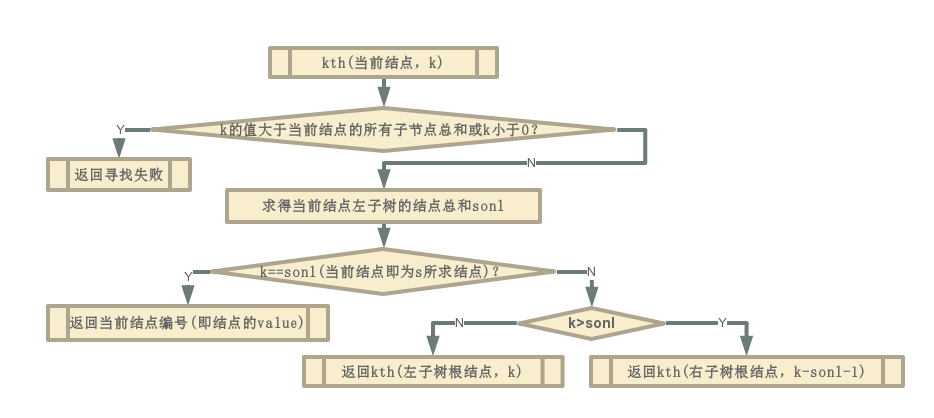 kth(当前结点，k)
k的值大于当前结点的所有子节点总和或k小于0?
Y
N
返回寻找失败
求得当前结点左子树的结点总和sonl
k==sonl(当前结点即为s所求结点)?
Y
N
返回当前结点编号(即结点的value)
k>sonl
N
Y
返回kth(左子树根结点，k)
返回kth(右子树根结点，k-sonl-1)